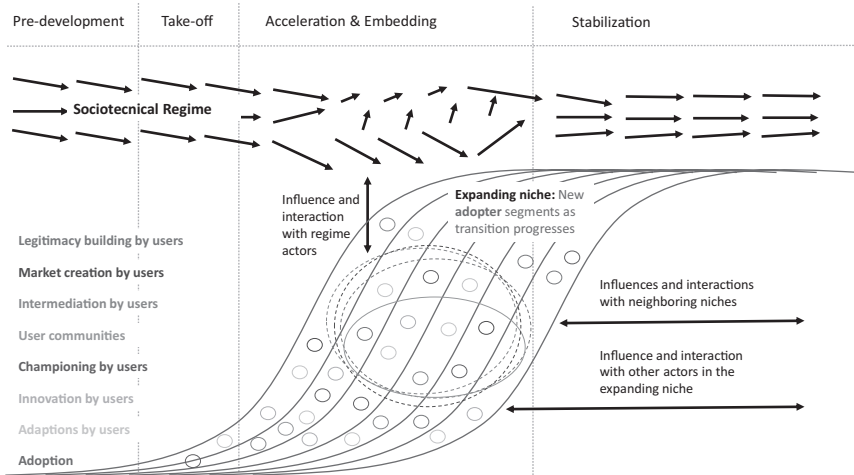 Pre-development
Take-off
Acceleration & Embedding
Stabilization
Sociotecnical Regime
Influence and
interaction
with regime
actors
Expanding niche: New
adopter segments as
transition progresses
Legitimacy building by users
Market creation by users
Intermediation by users
User communities
Championing by users
Innovation by users
Adaptions by users
Adoption
Influences and interactions
with neighboring niches
Influence and interaction
with other actors in the
expanding niche